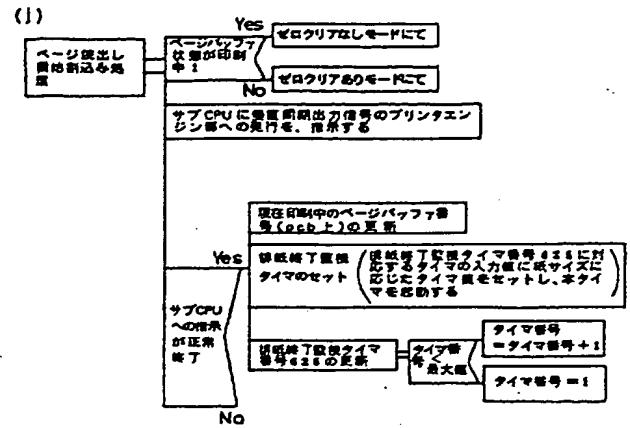 (j)
ページ読出し
開始割込み処
理
Yes
ページバッファ
状態が印刷
中?
No
ゼロクリアなしモードにて
ゼロクリアありモードにて
サブCPUに垂直同期出力信号のプリンタエン
ジン部への発行を、指示する
現在印刷中のページバッファ番
号(pcb上)の更新
Yes
排紙終了監視
タイマのセット
排紙終了監視タイマ番号626に対
応するタイマの入力値に紙サイズに
応じたタイマ値をセットし、本タイ
マを起動する
サブCPU
への指示
が正常
終了
No
排紙終了監視タイマ
番号626の更新
タイマ番
号<
最大値
タイマ番号
=タイマ番号+1
タイマ番号=1